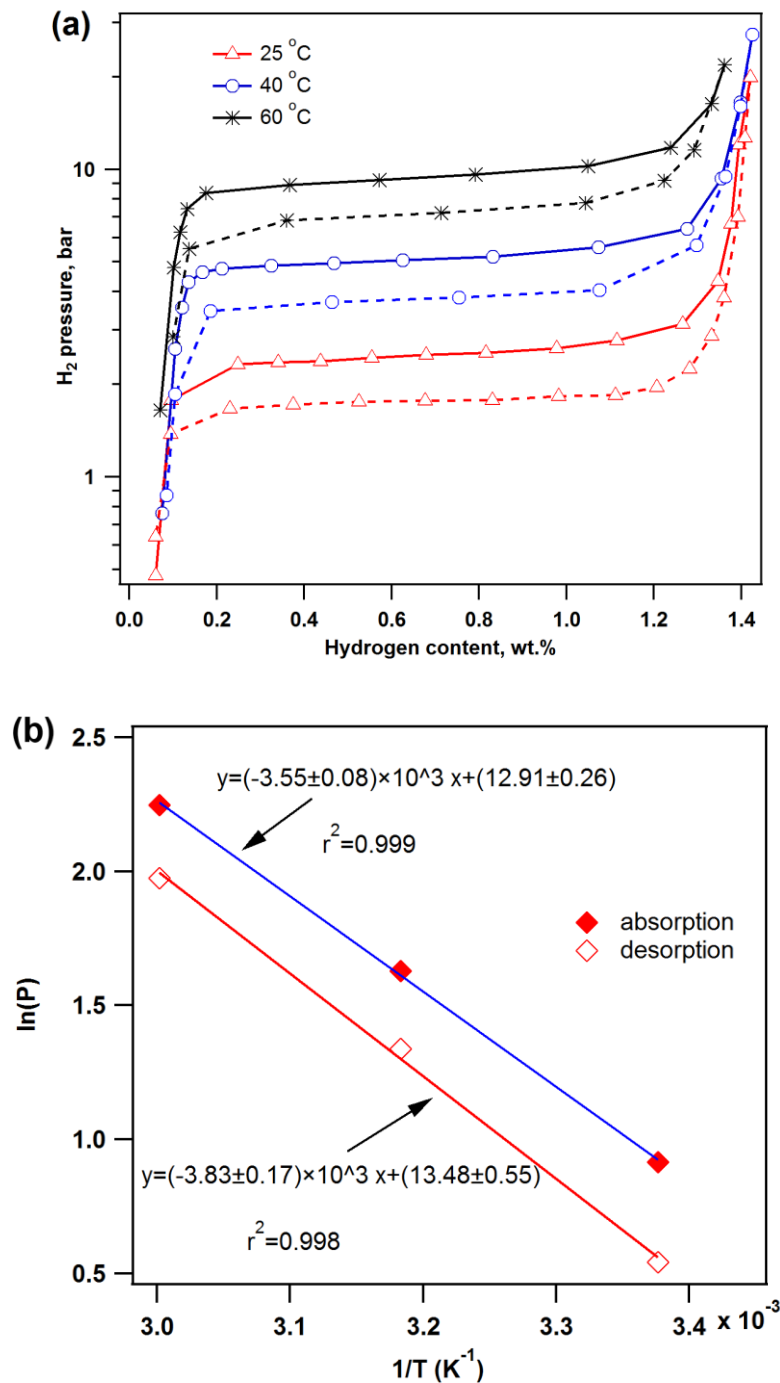 (a)
25 °C
40 °C
60 °C
10
1
H₂ pressure, bar
0.0 0.2 0.4 0.6 0.8 1.0 1.2 1.4
Hydrogen content, wt.%
(b)
2.5
2.0
1.5
1.0
0.5
ln(P)
y=(-3.55±0.08)×10^3 x+(12.91±0.26)
r²=0.999
absorption
desorption
y=(-3.83±0.17)×10^3 x+(13.48±0.55)
r²=0.998
3.0 3.1 3.2 3.3 3.4 x 10⁻³
1/T (K⁻¹)